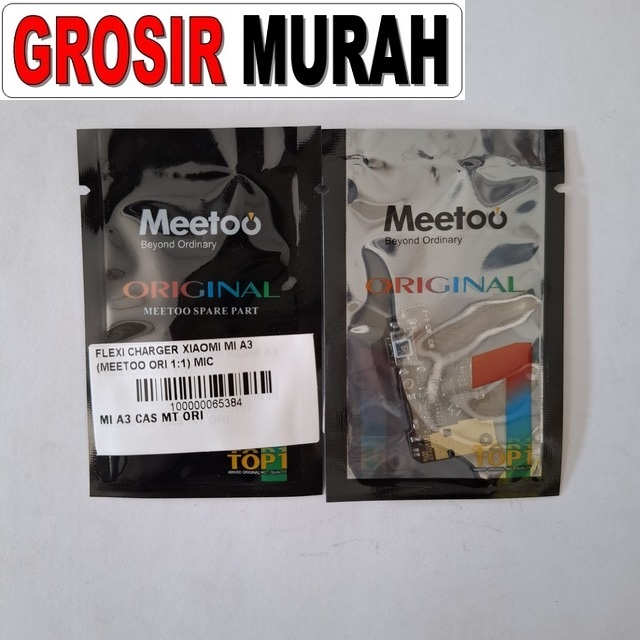 GROSIR MURAH
Meetoo
Beyond Ordinary
ORIGINAL
MEETOO SPARE PART
FLEXI CHARGER XIAOMI MI A3
(MEETOO ORI 1:1) MIC
100000065384
MI A3 CAS MT ORI
TOP1
Meetoo
Beyond Ordinary
ORIGINAL
TOP1